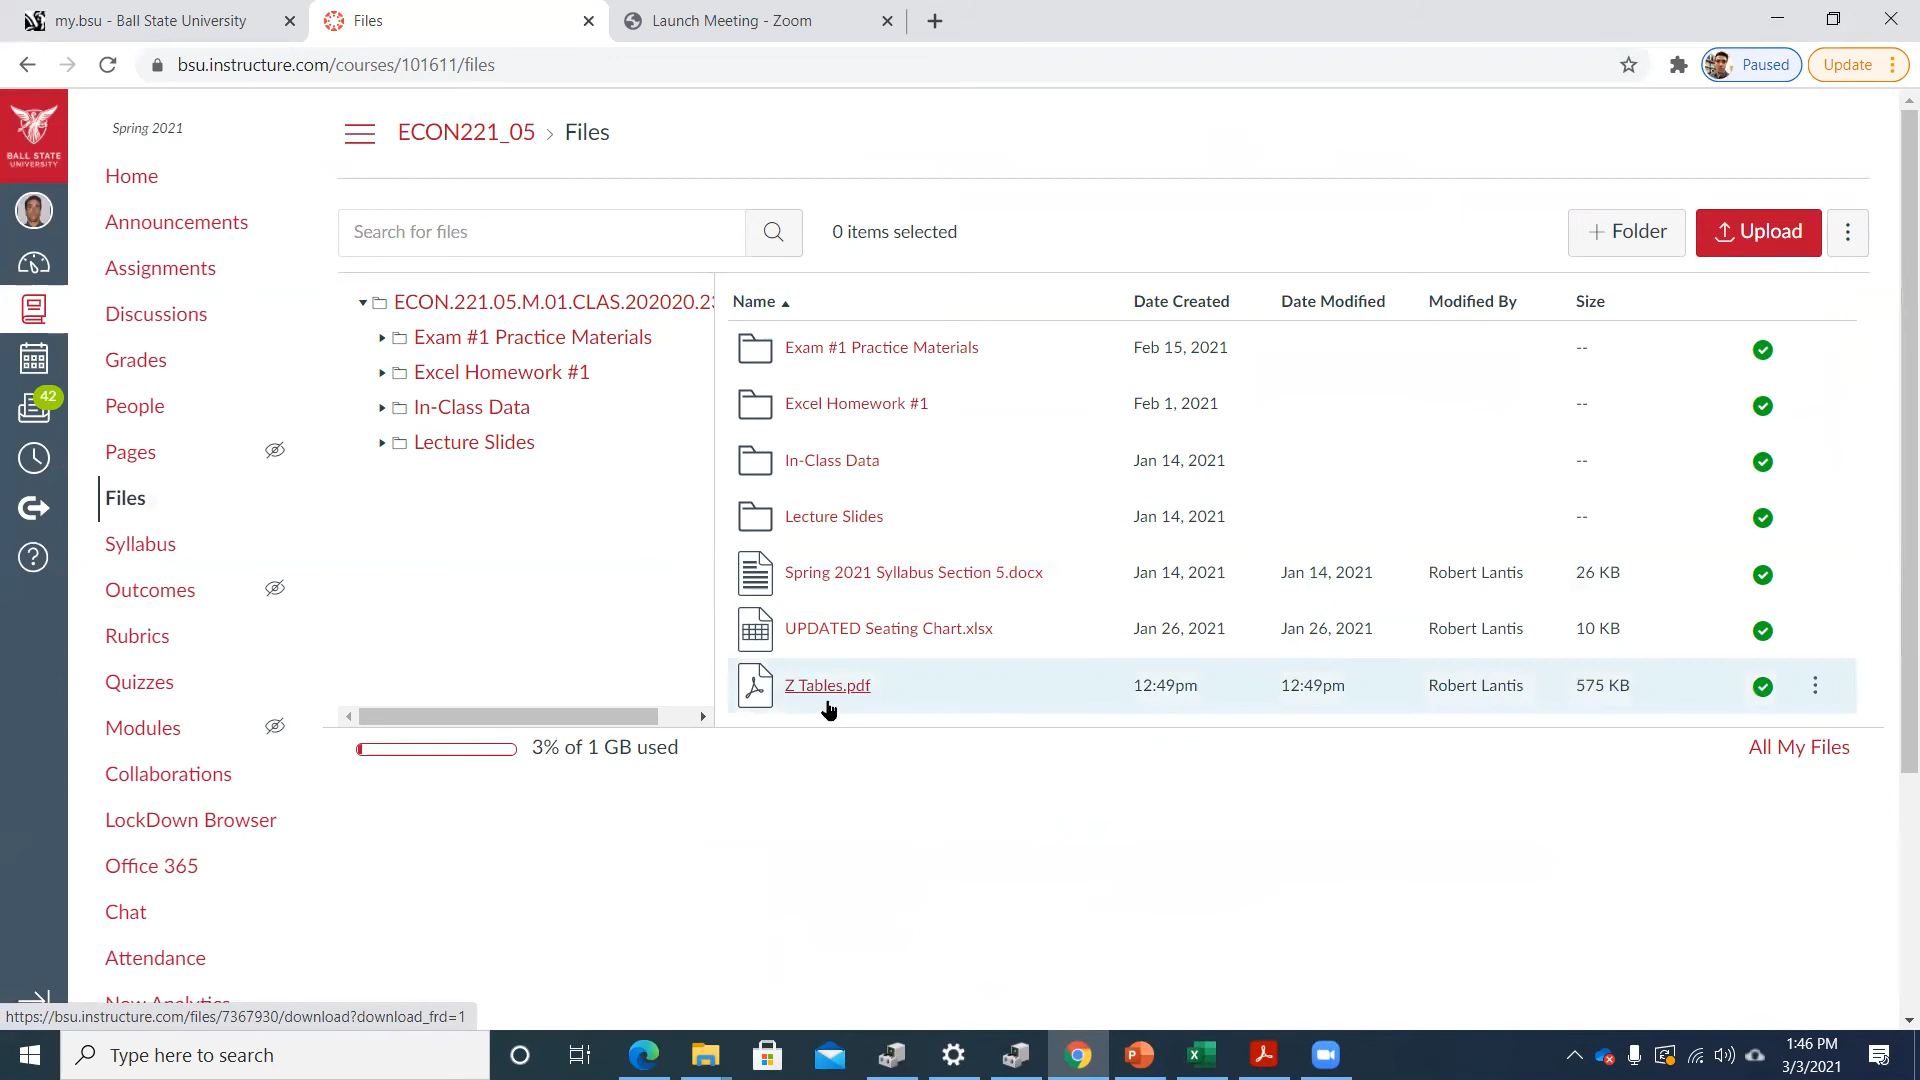 my.bsu - Ball State University
Files
Launch Meeting - Zoom
bsu.instructure.com/courses/101611/files
Paused
Update
BALL STATE
UNIVERSITY
42
Spring 2021
Home
Announcements
Assignments
Discussions
Grades
People
Pages
Files
Syllabus
Outcomes
Rubrics
Quizzes
Modules
Collaborations
LockDown Browser
Office 365
Chat
Attendance
New Analytics
ECON221_05 › Files
Search for files
0 items selected
+ Folder
Upload
ECON.221.05.M.01.CLAS.202020.23
Exam #1 Practice Materials
Excel Homework #1
In-Class Data
Lecture Slides
Name Date Created Date Modified Modified By Size
Exam #1 Practice Materials Feb 15, 2021 --
Excel Homework #1 Feb 1, 2021 --
In-Class Data Jan 14, 2021 --
Lecture Slides Jan 14, 2021 --
Spring 2021 Syllabus Section 5.docx Jan 14, 2021 Jan 14, 2021 Robert Lantis 26 KB
UPDATED Seating Chart.xlsx Jan 26, 2021 Jan 26, 2021 Robert Lantis 10 KB
Z Tables.pdf 12:49pm 12:49pm Robert Lantis 575 KB
3% of 1 GB used
All My Files
https://bsu.instructure.com/files/7367930/download?download_frd=1
Type here to search
1:46 PM
3/3/2021